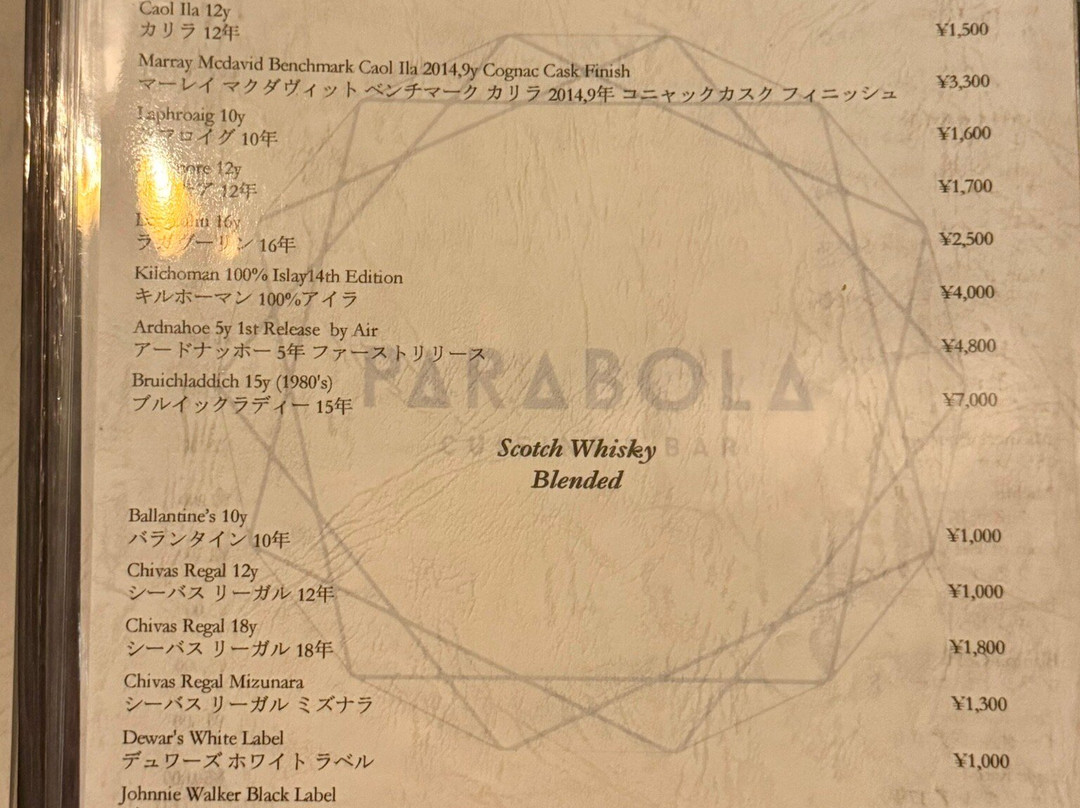 Caol Ila 12y
カリラ 12年
¥1,500
Marray Mcdavid Benchmark Caol Ila 2014,9y Cognac Cask Finish
マーレイ マクダヴィット ベンチマーク カリラ 2014,9年 コニャックカスク フィニッシュ
¥3,300
Laphroaig 10y
アロイグ 10年
¥1,600
12y
12年
¥1,700
16y
ラガヴーリン 16年
¥2,500
Kilchoman 100% Islay14th Edition
キルホーマン 100%アイラ
¥4,000
Ardnahoe 5y 1st Release by Air
アードナッホー 5年 ファーストリリース
¥4,800
Bruichladdich 15y (1980's)
ブルイックラディー 15年
¥7,000
PARABOLA
BAR
Scotch Whisky
Blended
Ballantine's 10y
バランタイン 10年
¥1,000
Chivas Regal 12y
シーバス リーガル 12年
¥1,000
Chivas Regal 18y
シーバス リーガル 18年
¥1,800
Chivas Regal Mizunara
シーバス リーガル ミズナラ
¥1,300
Dewar's White Label
デュワーズ ホワイト ラベル
¥1,000
Johnnie Walker Black Label